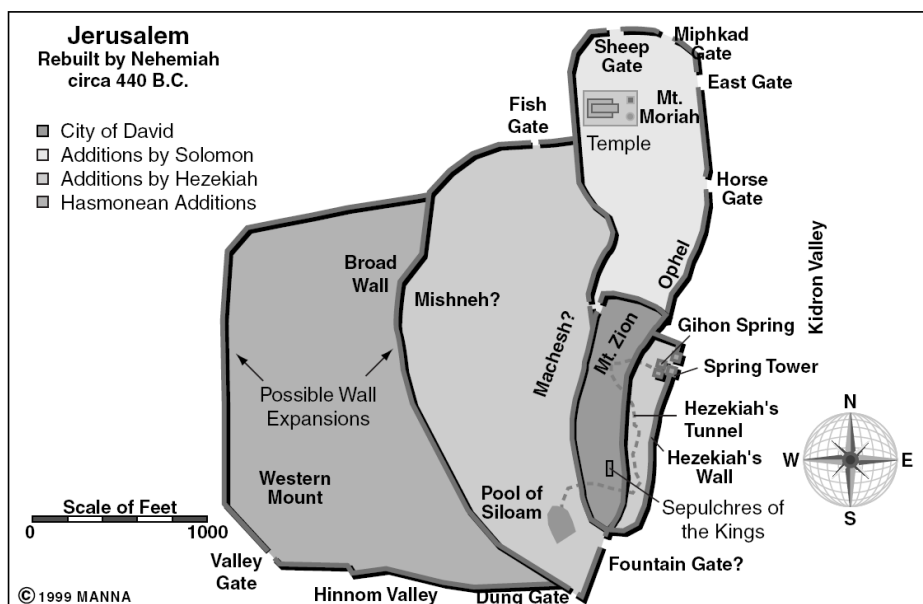 Jerusalem
Rebuilt by Nehemiah
circa 440 B.C.
City of David
Additions by Solomon
Additions by Hezekiah
Hasmonean Additions
Sheep
Gate
Miphkad
Gate
East Gate
Mt.
Moriah
Temple
Fish
Gate
Horse
Gate
Ophel
Kidron Valley
Broad
Wall
Mishneh?
Machesh?
Mt. Zion
Gihon Spring
Spring Tower
Possible Wall
Expansions
Hezekiah's
Tunnel
Hezekiah's
Wall
N
W
E
S
Western
Mount
Pool of
Siloam
Sepulchres of
the Kings
Scale of Feet
0
1000
Valley
Gate
Fountain Gate?
Hinnom Valley
Dung Gate
© 1999 MANNA